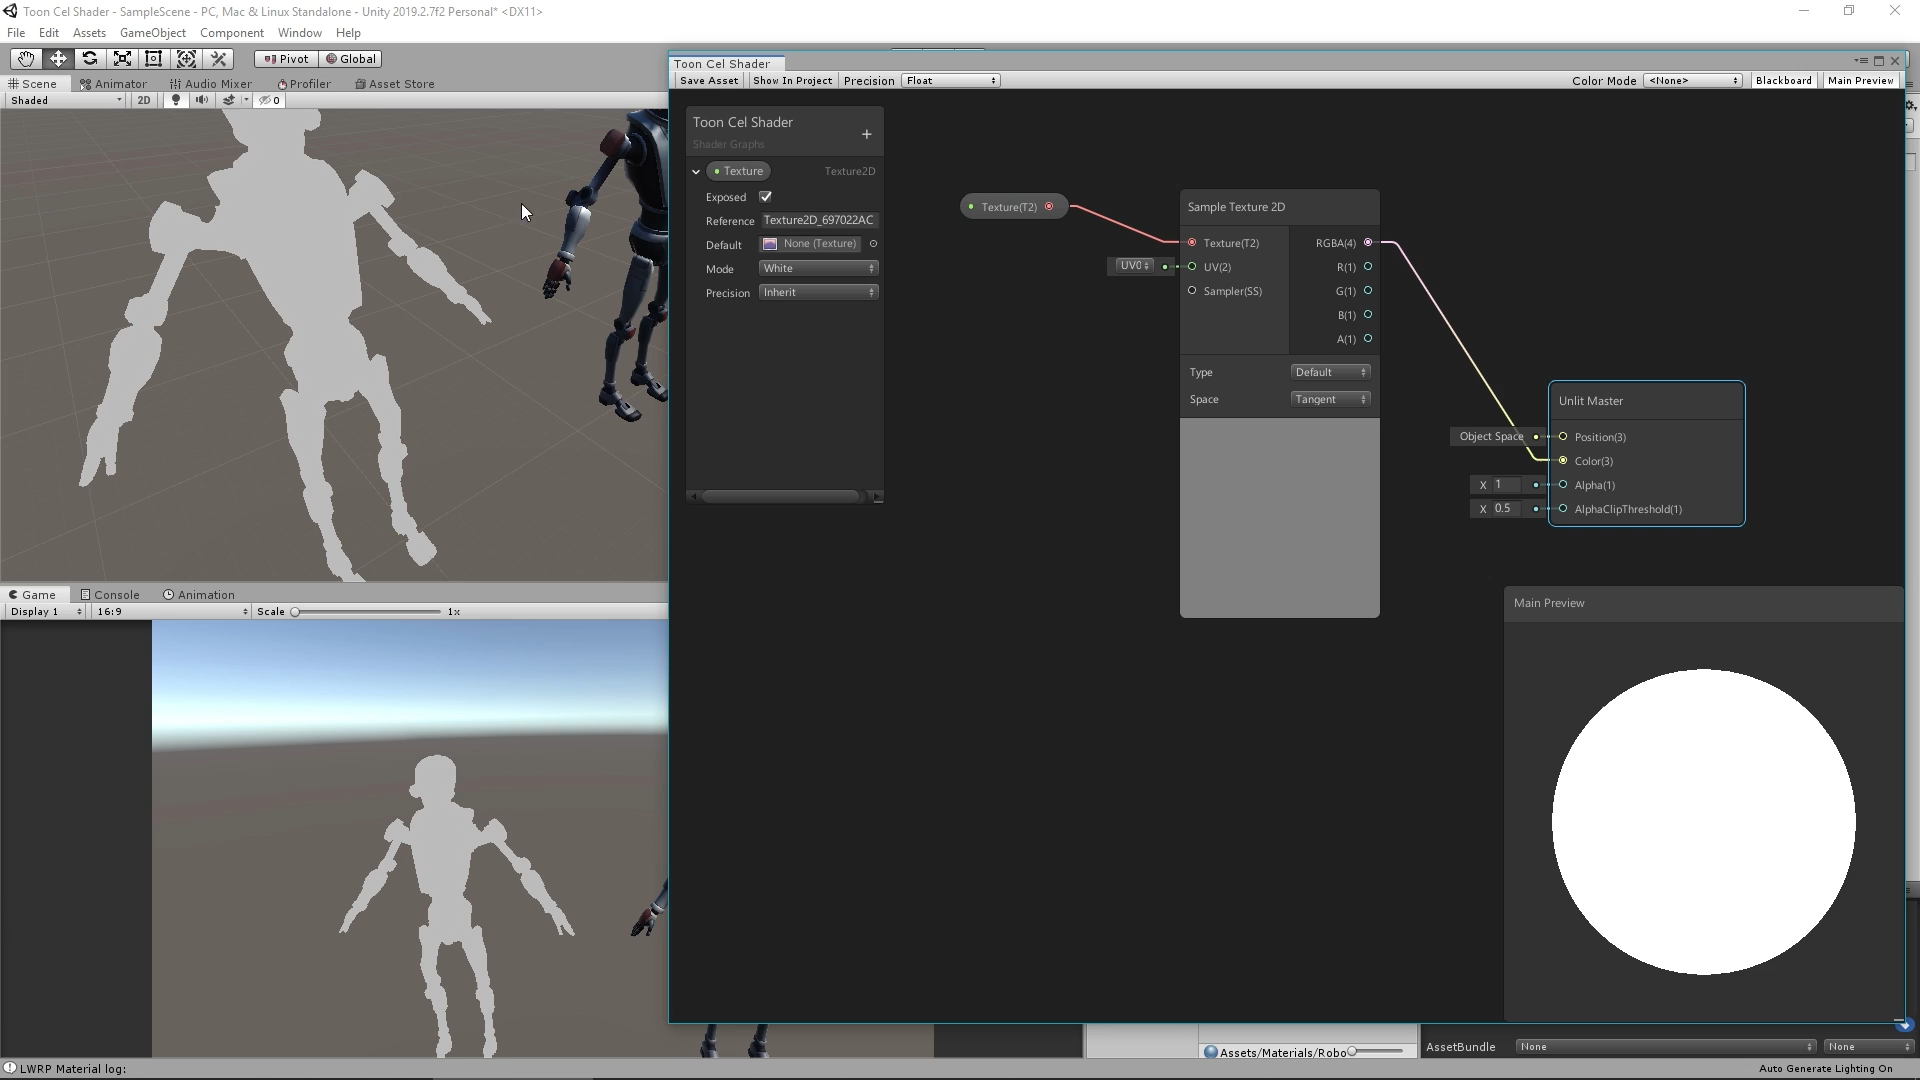 Toon Cel Shader - SampleScene - PC, Mac & Linux Standalone - Unity 2019.2.7f2 Personal* <DX11>
File Edit Assets GameObject Component Window Help
Pivot Global
Scene Animator Audio Mixer Profiler Asset Store
Shaded 2D 0
Toon Cel Shader
Save Asset Show In Project Precision Float Color Mode <None> Blackboard Main Preview
Toon Cel Shader
Shader Graphs
Texture Texture2D
Exposed
Reference Texture2D_697022AC
Default None (Texture)
Mode White
Precision Inherit
Texture(T2)
Sample Texture 2D
Texture(T2) RGBA(4)
UV0 UV(2) R(1)
Sampler(SS) G(1)
B(1)
A(1)
Type Default
Space Tangent
Unlit Master
Object Space Position(3)
Color(3)
X 1 Alpha(1)
X 0.5 AlphaClipThreshold(1)
Main Preview
Game Console Animation
Display 1 16:9 Scale 1x
Assets/Materials/Robo
AssetBundle None None
LWRP Material log:
Auto Generate Lighting On